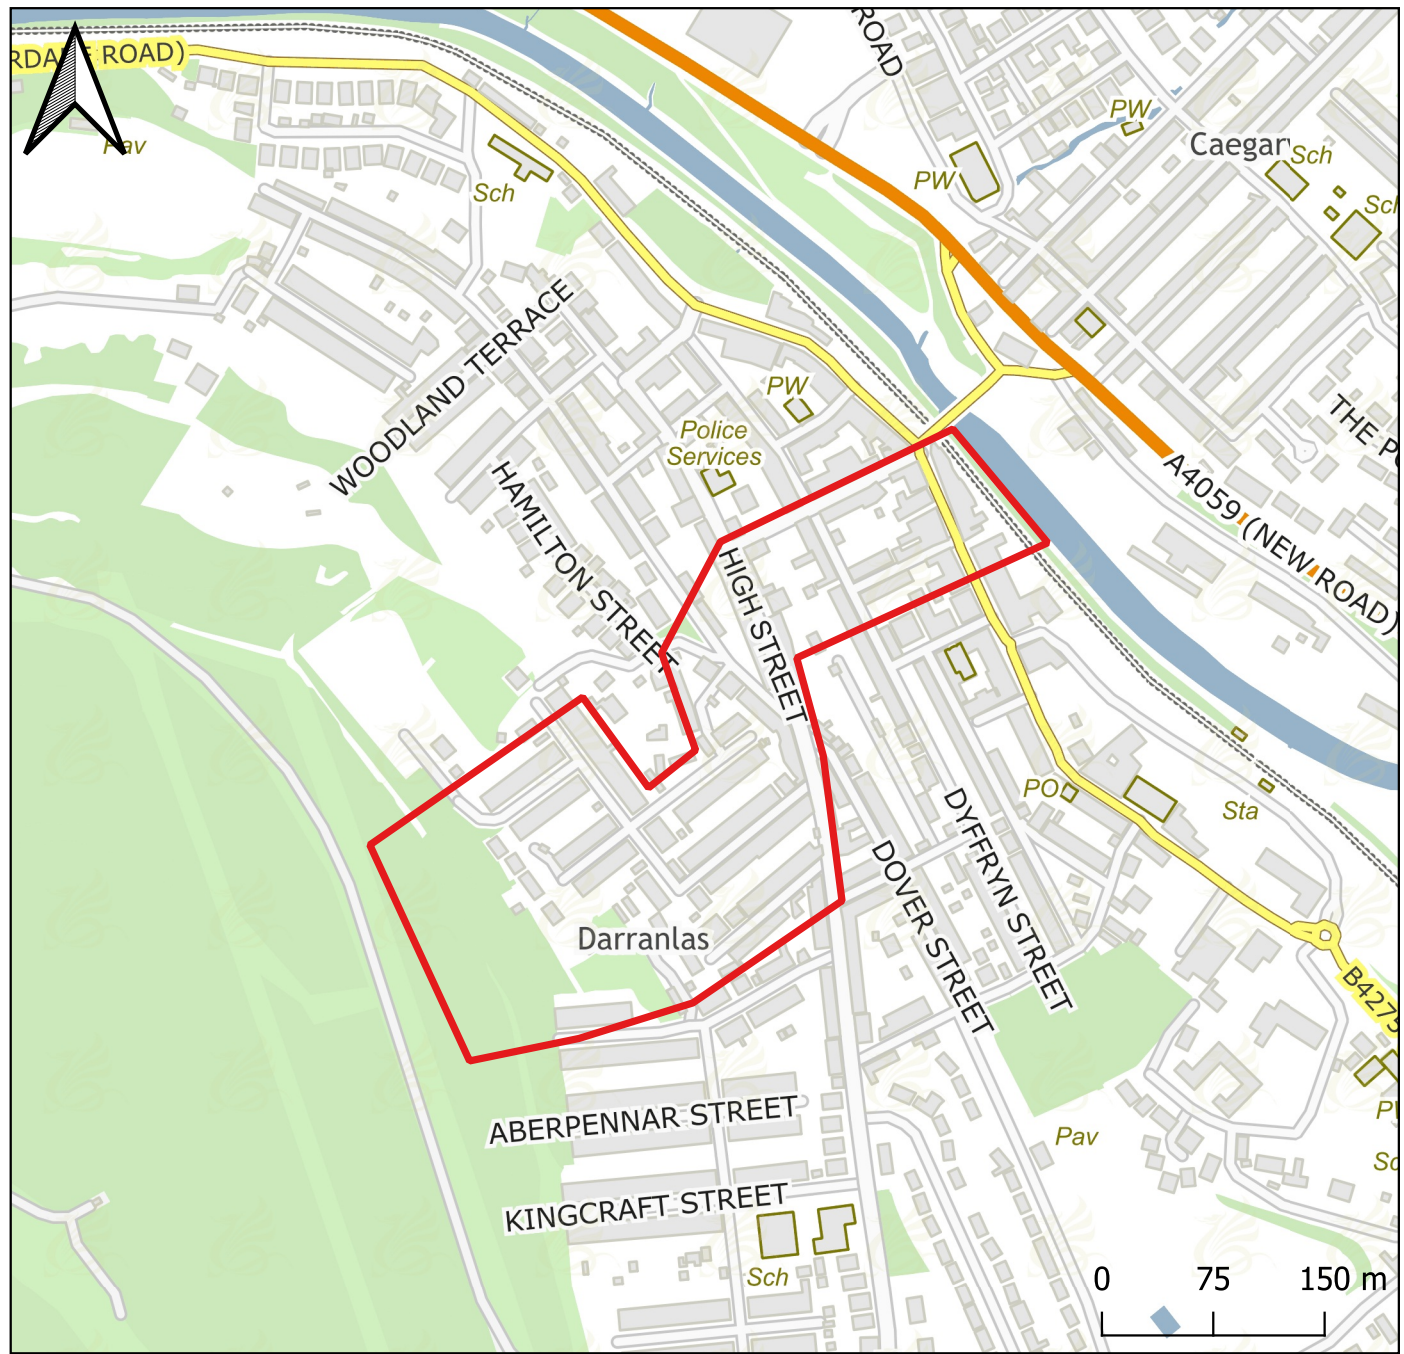 RDARE ROAD)
Pav
Sch
ROAD
PW
PW
Caegar
Sch
Sch
WOODLAND TERRACE
PW
Police
Services
HAMILTON STREET
HIGH STREET
THE
A4059 (NEW ROAD)
PO
Sta
DYFFRYN STREET
DOVER STREET
Darranlas
B4275
ABERPENNAR STREET
Pav
KINGCRAFT STREET
Sch
0 75 150 m